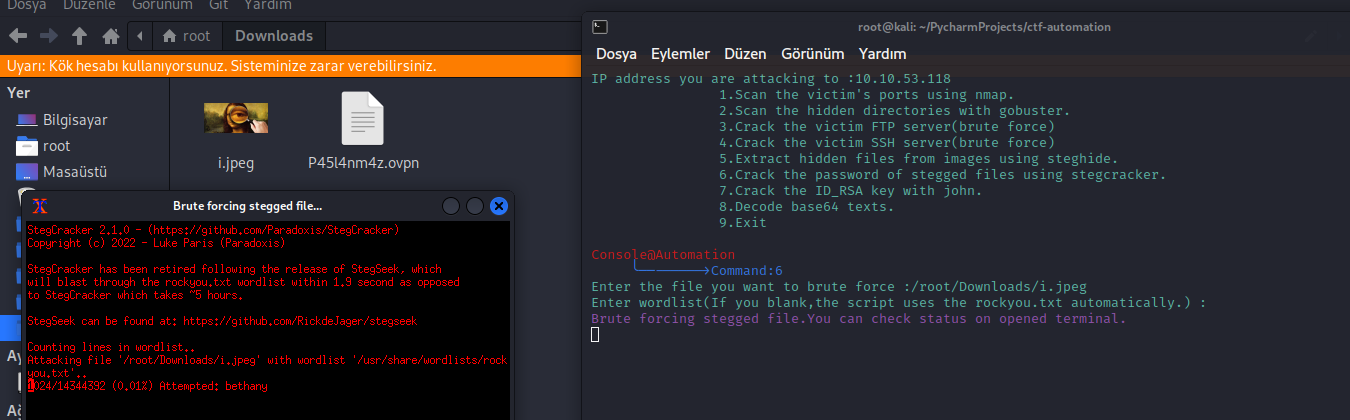 Dosya Düzenle Görünüm Git Yardım
root Downloads
Uyarı: Kök hesabı kullanıyorsunuz. Sisteminize zarar verebilirsiniz.
Yer
Bilgisayar
root
Masaüstü
i.jpeg
P45l4nm4z.ovpn
Brute forcing stegged file...
StegCracker 2.1.0 - (https://github.com/Paradoxis/StegCracker)
Copyright (c) 2022 - Luke Paris (Paradoxis)
StegCracker has been retired following the release of StegSeek, which
will blast through the rockyou.txt wordlist within 1.9 second as opposed
to StegCracker which takes ~5 hours.
StegSeek can be found at: https://github.com/RickdeJager/stegseek
Counting lines in wordlist..
Attacking file '/root/Downloads/i.jpeg' with wordlist '/usr/share/wordlists/rock
you.txt'..
1024/14344392 (0.01%) Attempted: bethany
root@kali: ~/PycharmProjects/ctf-automation
Dosya Eylemler Düzen Görünüm Yardım
IP address you are attacking to :10.10.53.118
1.Scan the victim's ports using nmap.
2.Scan the hidden directories with gobuster.
3.Crack the victim FTP server(brute force)
4.Crack the victim SSH server(brute force)
5.Extract hidden files from images using steghide.
6.Crack the password of stegged files using stegcracker.
7.Crack the ID_RSA key with john.
8.Decode base64 texts.
9.Exit
Console@Automation
Command:6
Enter the file you want to brute force :/root/Downloads/i.jpeg
Enter wordlist(If you blank,the script uses the rockyou.txt automatically.) :
Brute forcing stegged file.You can check status on opened terminal.